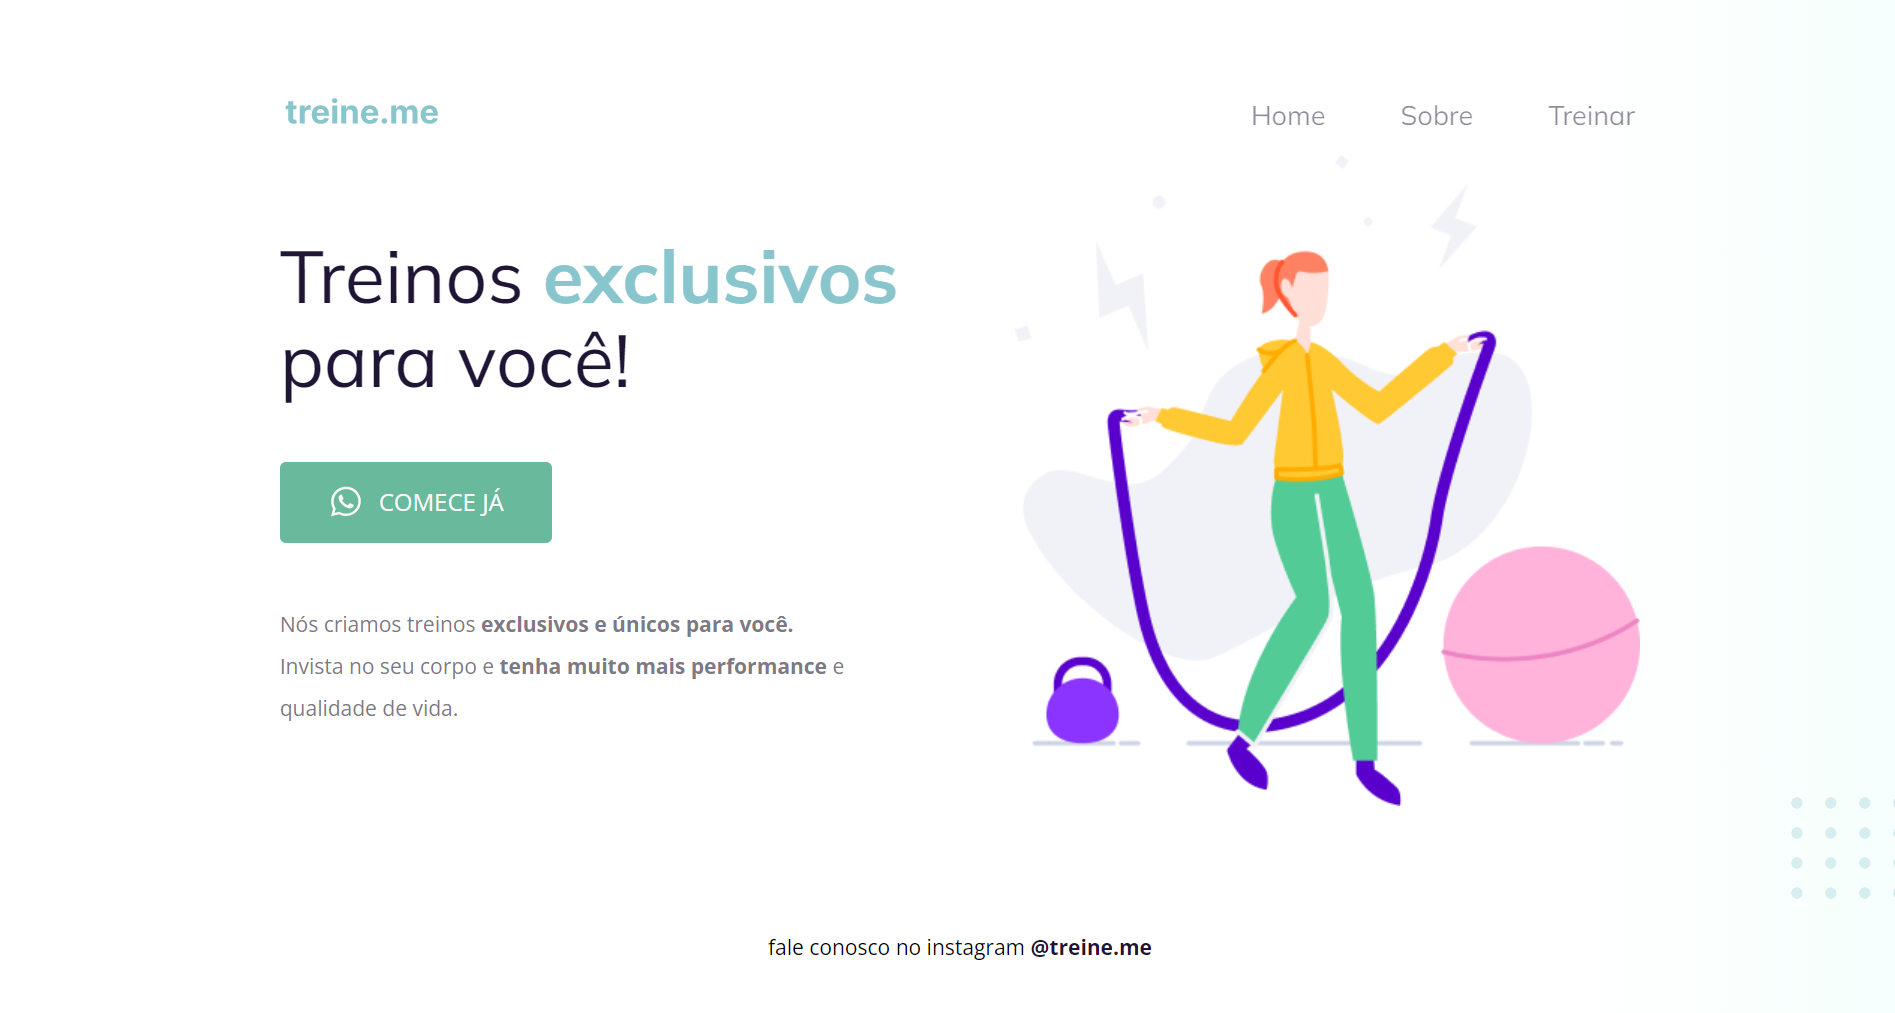 treine.me
Home Sobre Treinar
Treinos exclusivos
para você!
COMECE JÁ
Nós criamos treinos exclusivos e únicos para você.
Invista no seu corpo e tenha muito mais performance e
qualidade de vida.
fale conosco no instagram @treine.me